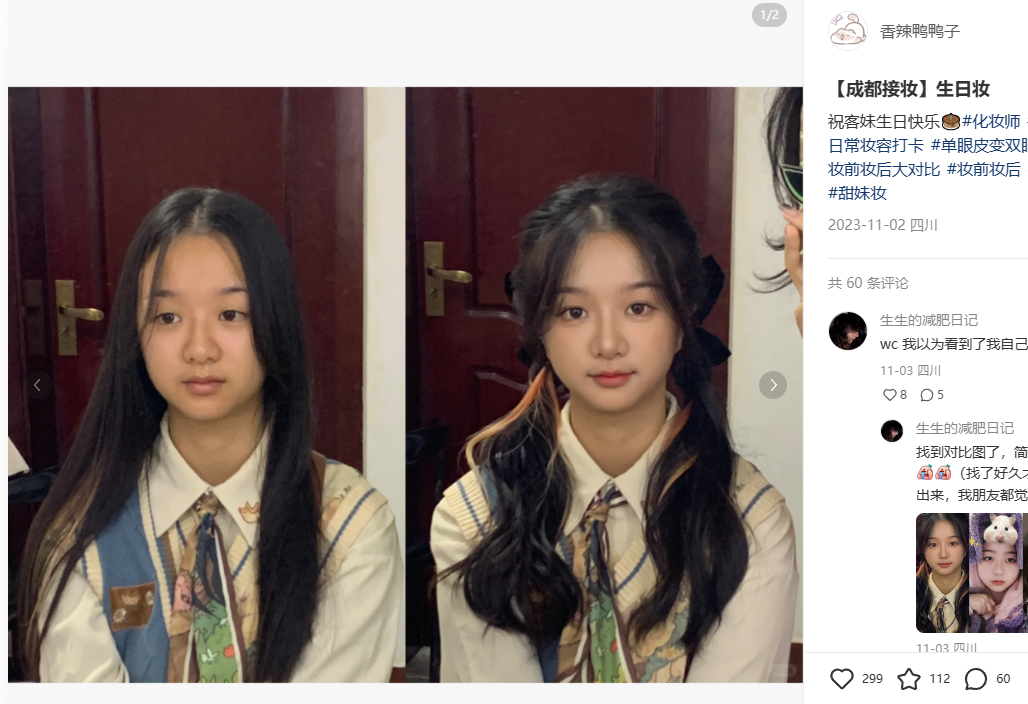 1/2
香辣鸭鸭子
【成都接妆】生日妆
祝客妹生日快乐#化妆师
日常妆容打卡 #单眼皮变双眼
妆前妆后大对比 #妆前妆后
#甜妹妆
2023-11-02 四川
共 60 条评论
生生的减肥日记
wc 我以为看到了我自己
11-03 四川
8 5
生生的减肥日记
找到对比图了，简
（找了好久才
出来，我朋友都觉
11-03 四川
299 112 60